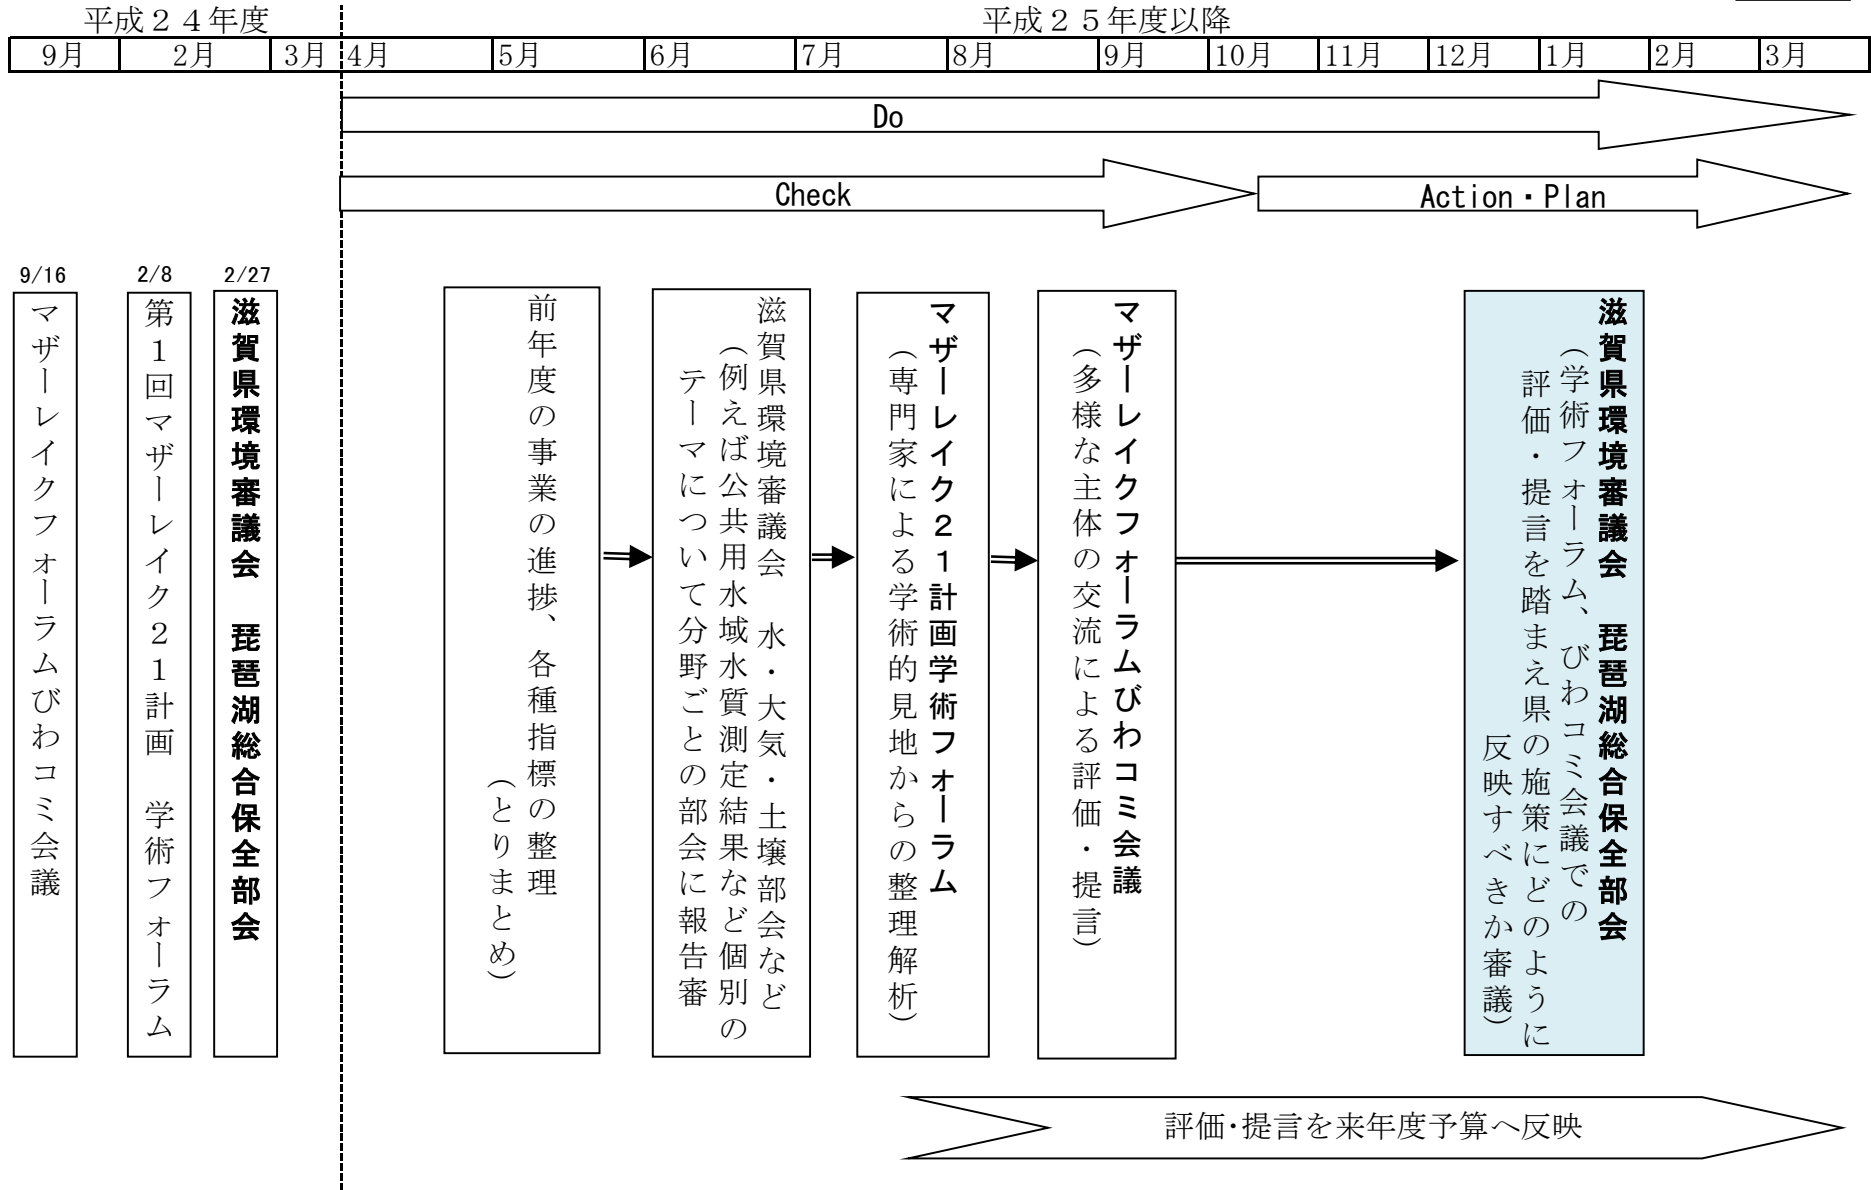 平成２４年度
平成２５年度以降
9月
2月
3月
4月
5月
6月
7月
8月
9月
10月
11月
12月
1月
2月
3月
Do
Check
Action・Plan
9/16
マザーレイクフォーラムびわコミ会議
2/8
第１回マザーレイク２１計画　学術フォーラム
2/27
滋賀県環境審議会　琵琶湖総合保全部会
前年度の事業の進捗、各種指標の整理
（とりまとめ）
滋賀県環境審議会　水・大気・土壌部会など
（例えば公共用水域水質測定結果など個別の
テーマについて分野ごとの部会に報告審
マザーレイク２１計画学術フォーラム
（専門家による学術的見地からの整理解析）
マザーレイクフォーラムびわコミ会議
（多様な主体の交流による評価・提言）
滋賀県環境審議会　琵琶湖総合保全部会
（学術フォーラム、びわコミ会議での
評価・提言を踏まえ県の施策にどのように
反映すべきか審議）
評価・提言を来年度予算へ反映